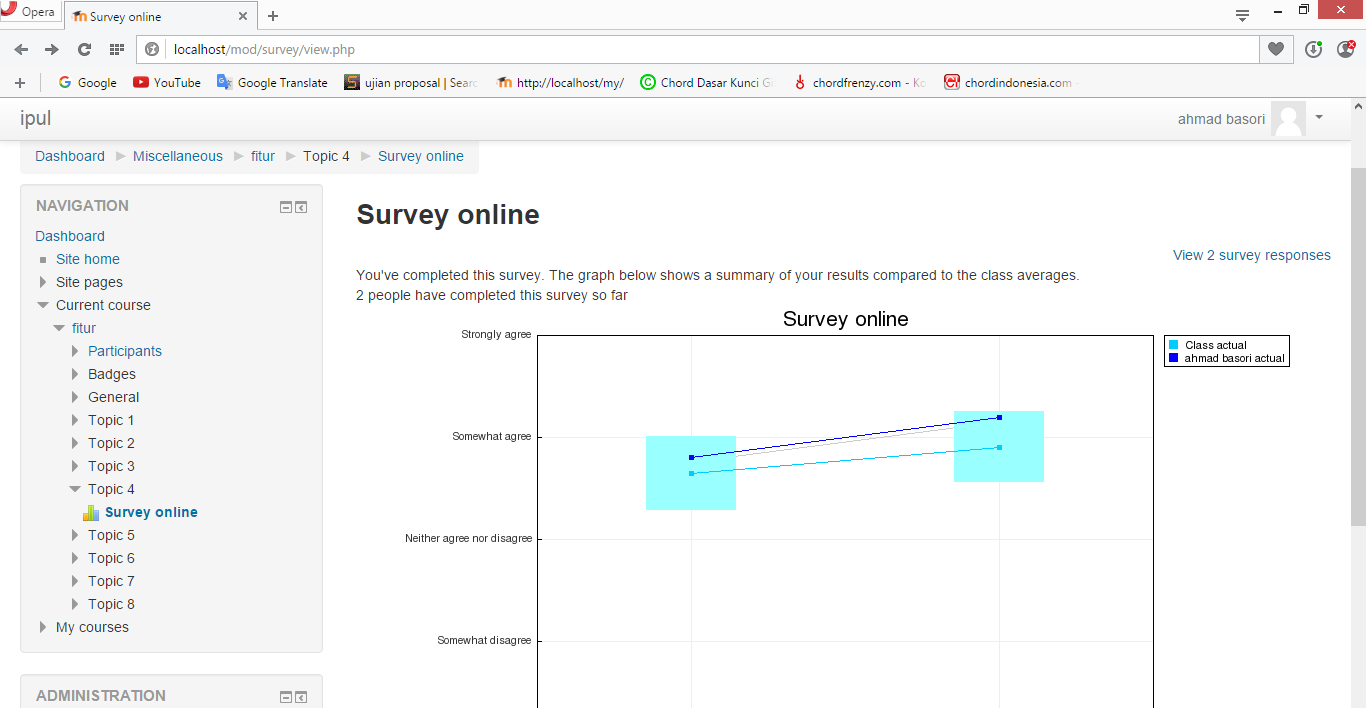 Opera
Survey online
localhost/mod/survey/view.php
Google
YouTube
Google Translate
ujian proposal | Searc
http://localhost/my/
Chord Dasar Kunci G
chordfrenzy.com - Ko
chordindonesia.com -
ipul
ahmad basori
Dashboard
Miscellaneous
fitur
Topic 4
Survey online
NAVIGATION
Dashboard
Site home
Site pages
Current course
fitur
Participants
Badges
General
Topic 1
Topic 2
Topic 3
Topic 4
Survey online
Topic 5
Topic 6
Topic 7
Topic 8
My courses
ADMINISTRATION
Survey online
View 2 survey responses
You've completed this survey. The graph below shows a summary of your results compared to the class averages.
2 people have completed this survey so far
Survey online
Strongly agree
Somewhat agree
Neither agree nor disagree
Somewhat disagree
Class actual
ahmad basori actual